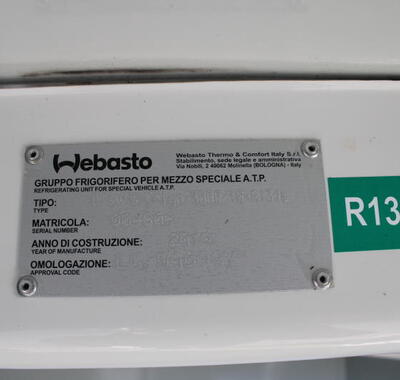 Webasto
Webasto Thermo & Comfort Italy S.r.l.
Stabilimento, sede legale e amministrativa
Via Nobili, 2 40062 Molinella (BOLOGNA) - Italy
GRUPPO FRIGORIFERO PER MEZZO SPECIALE A.T.P.
REFRIGERATING UNIT FOR SPECIAL VEHICLE A.T.P.
TIPO:
TYPE
MATRICOLA:
SERIAL NUMBER
ANNO DI COSTRUZIONE:
YEAR OF MANUFACTURE
OMOLOGAZIONE:
APPROVAL CODE
R13